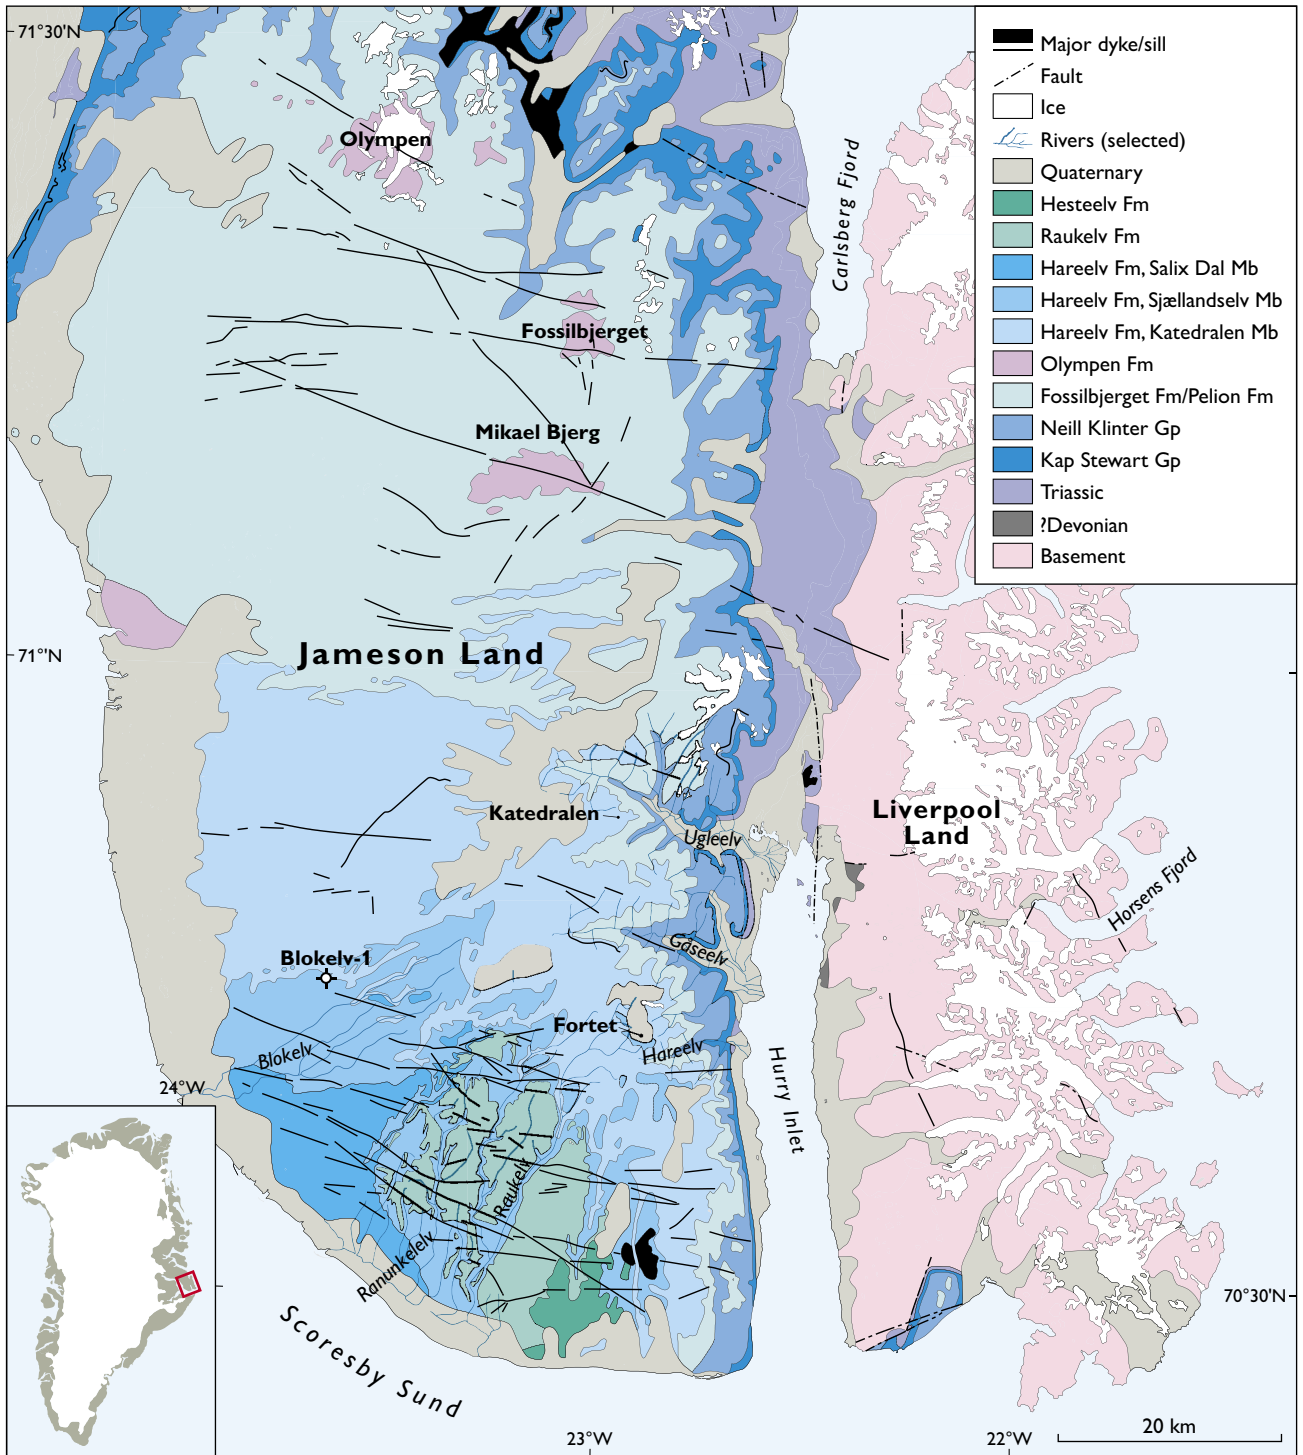 71°30'N
Major dyke/sill
Fault
Ice
Rivers (selected)
Quaternary
Hesteelv Fm
Raukelv Fm
Hareelv Fm, Salix Dal Mb
Hareelv Fm, Sjællandselv Mb
Hareelv Fm, Katedralen Mb
Olympen Fm
Fossilbjerget Fm/Pelion Fm
Neill Klinter Gp
Kap Stewart Gp
Triassic
?Devonian
Basement
Olympen
Carlsberg Fjord
Fossilbjerget
Mikael Bjerg
71°'N
Jameson Land
Katedralen
Ugleelv
Liverpool
Land
Horsens Fjord
Gåseelv
Blokelv-1
Fortet
Hareelv
Blokelv
Hurry Inlet
24°W
Raukelv
Ranunkelelv
Scoresby Sund
70°30'N
23°W
22°W
20 km